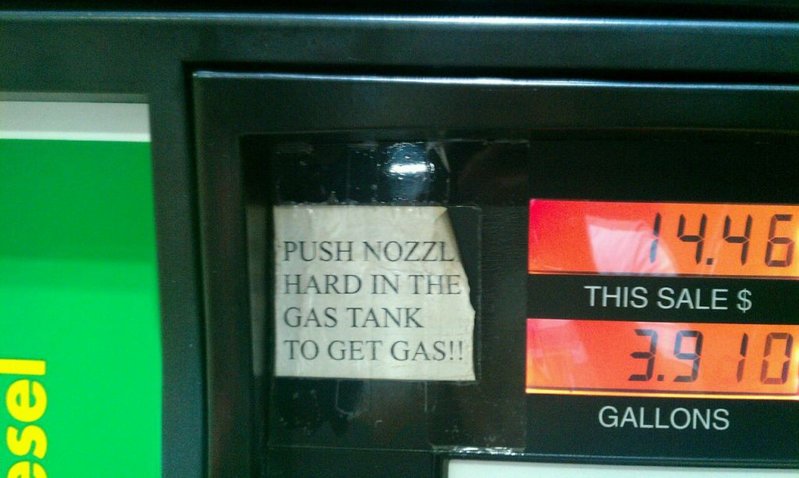 PUSH NOZZL
HARD IN THE
GAS TANK
TO GET GAS!!
14.46
THIS SALE $
3.910
GALLONS
esel